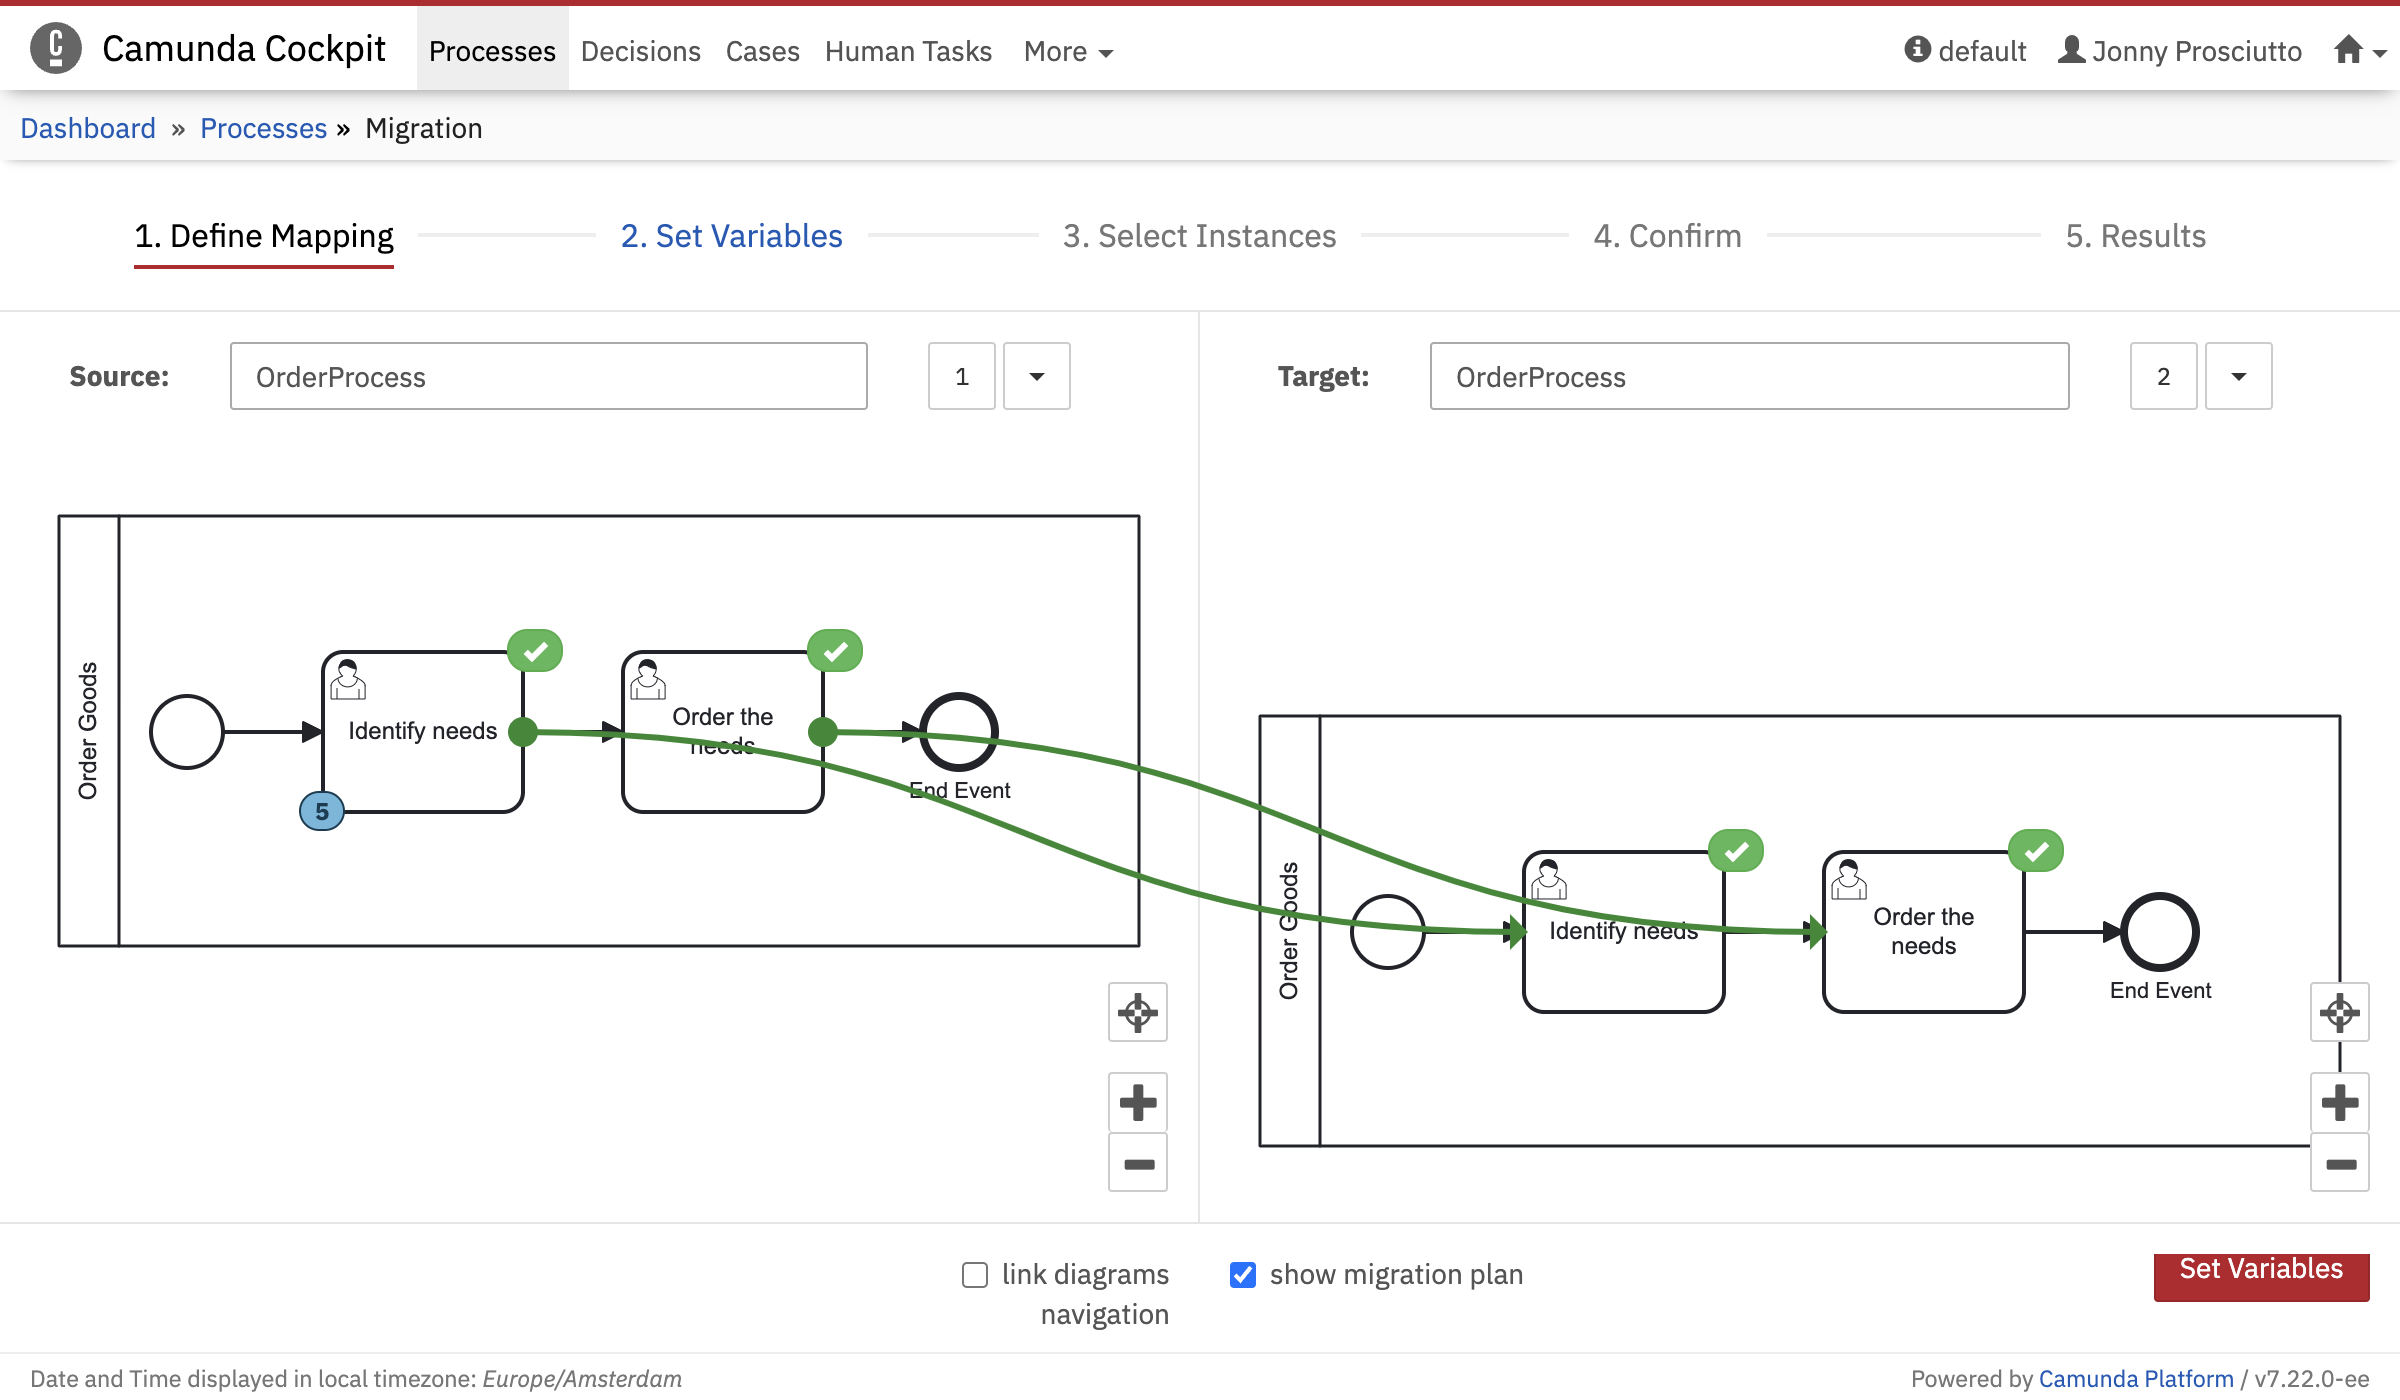 Camunda Cockpit Processes Decisions Cases Human Tasks More default Jonny Prosciutto
Dashboard » Processes » Migration
1. Define Mapping 2. Set Variables 3. Select Instances 4. Confirm 5. Results
Source: OrderProcess 1
Target: OrderProcess 2
Order Goods
Identify needs
5
Order the
needs
End Event
Order Goods
Identify needs
Order the
needs
End Event
link diagrams
navigation
show migration plan
Set Variables
Date and Time displayed in local timezone: Europe/Amsterdam
Powered by Camunda Platform / v7.22.0-ee